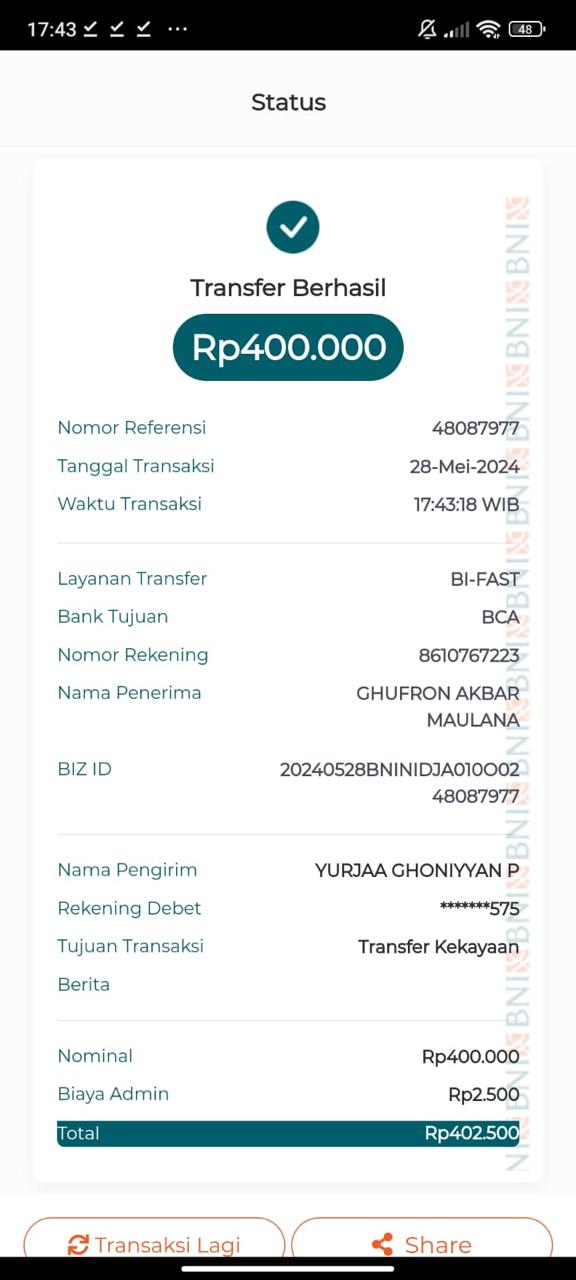 17:43
48
Status
Transfer Berhasil
Rp400.000
Nomor Referensi 48087977
Tanggal Transaksi 28-Mei-2024
Waktu Transaksi 17:43:18 WIB
Layanan Transfer BI-FAST
Bank Tujuan BCA
Nomor Rekening 8610767223
Nama Penerima GHUFRON AKBAR
MAULANA
BIZ ID 20240528BNINIDJA010O02
48087977
Nama Pengirim YURJAA GHONIYYAN P
Rekening Debet *******575
Tujuan Transaksi Transfer Kekayaan
Berita
Nominal Rp400.000
Biaya Admin Rp2.500
Total Rp402.500
Transaksi Lagi
Share
BNI BNI BNI BNI BNI BNI BNI BNI BNI BNI BNI